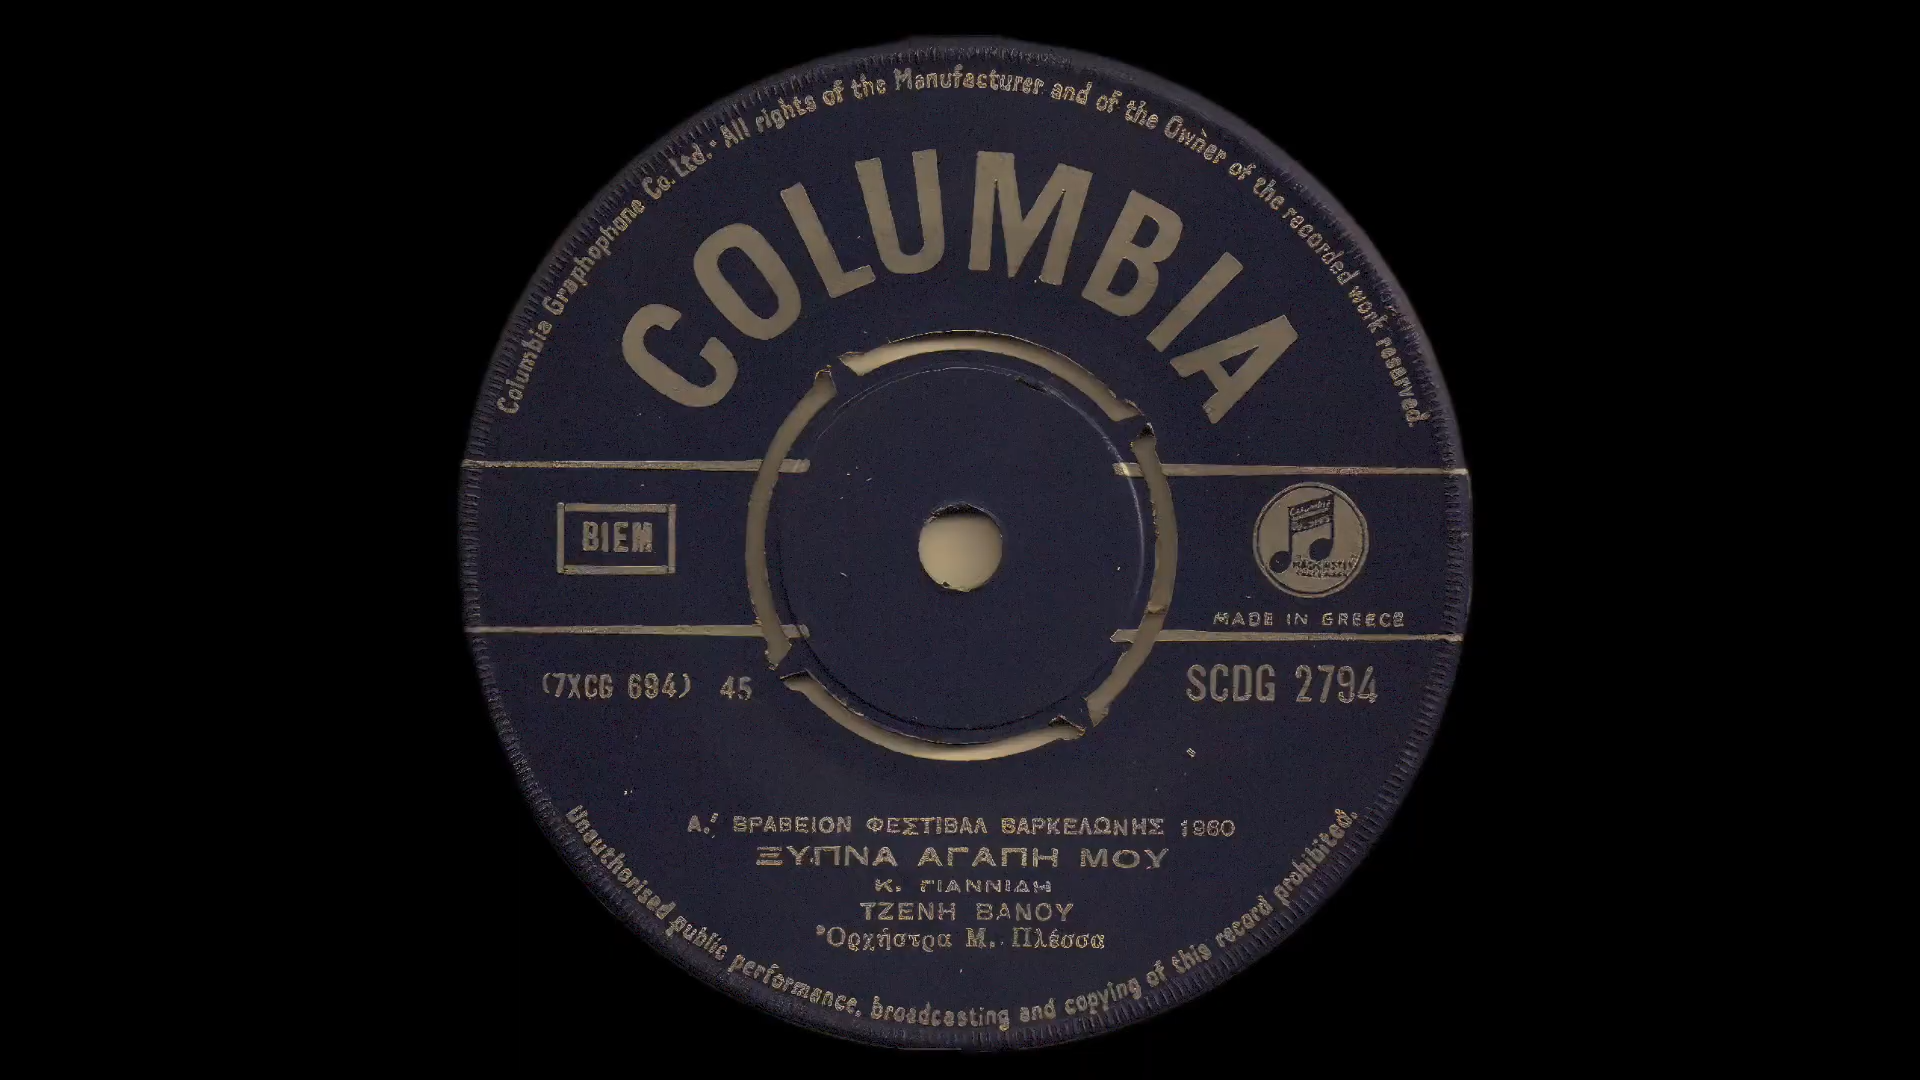 Columbia Graphophone Co. Ltd. · All rights of the Manufacturer and of the Owner of the recorded work reserved.
COLUMBIA
BIEM
MADE IN GREECE
(7XCG 694) 45
SCDG 2794
Α.' ΒΡΑΒΕΙΟΝ ΦΕΣΤΙΒΑΛ ΒΑΡΚΕΛΩΝΗΣ 1960
ΞΥΠΝΑ ΑΓΑΠΗ ΜΟΥ
Κ. ΓΙΑΝΝΙΔΗ
ΤΖΕΝΗ ΒΑΝΟΥ
Ὀρχήστρα Μ. Πλέσσα
Unauthorised public performance, broadcasting and copying of this record prohibited.